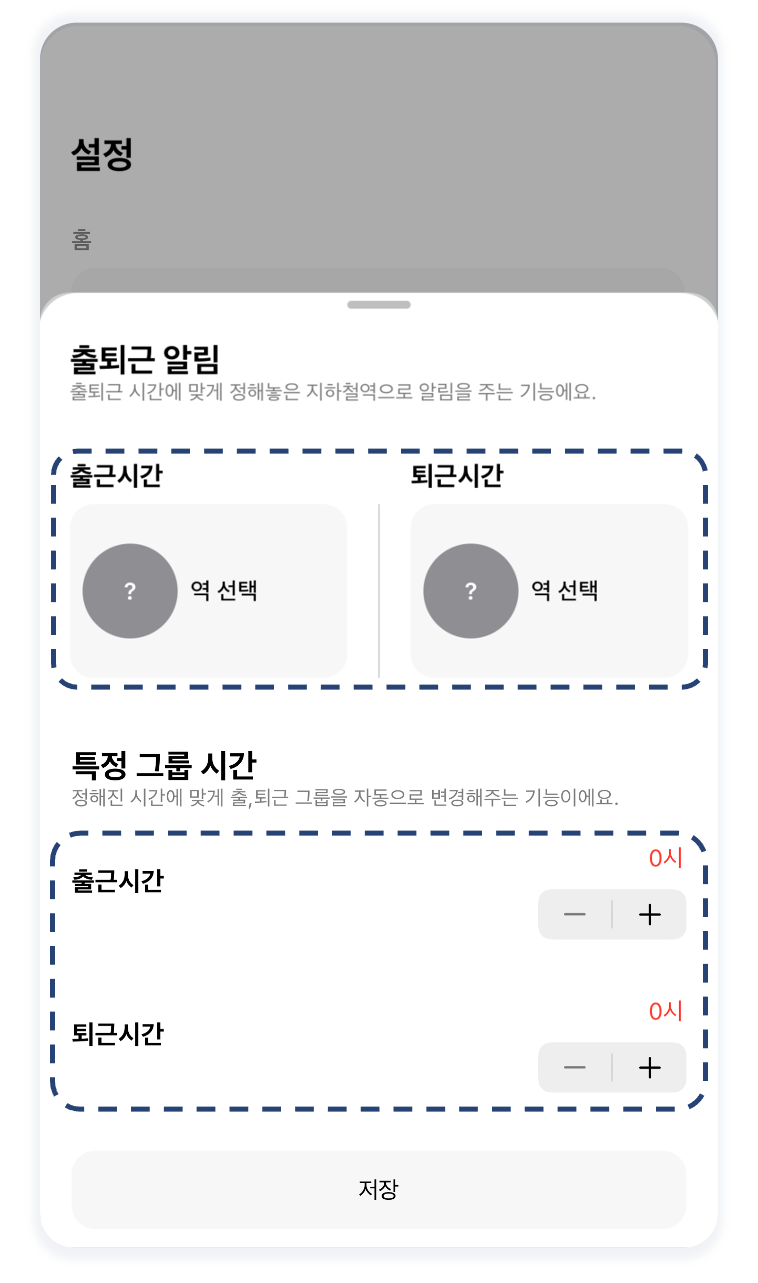 설정
홈
출퇴근 알림
출퇴근 시간에 맞게 정해놓은 지하철역으로 알림을 주는 기능에요.
출근시간
퇴근시간
? 역 선택
? 역 선택
특정 그룹 시간
정해진 시간에 맞게 출,퇴근 그룹을 자동으로 변경해주는 기능이에요.
0시
출근시간
− +
0시
퇴근시간
− +
저장